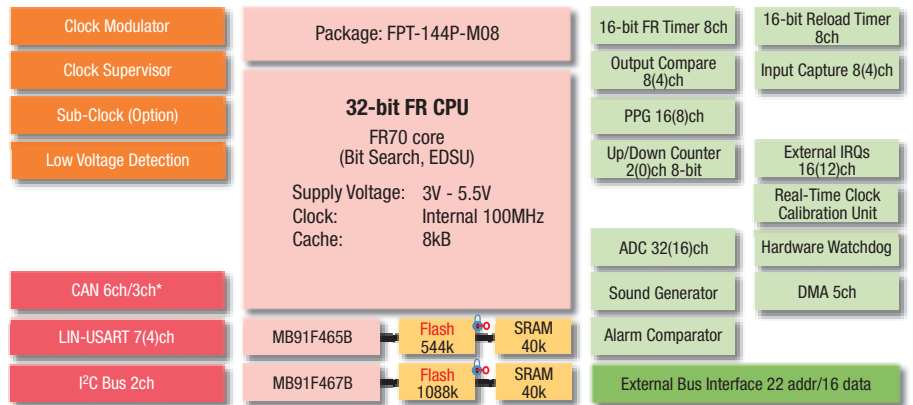 Clock Modulator
Clock Supervisor
Sub-Clock (Option)
Low Voltage Detection
CAN 6ch/3ch*
LIN-USART 7(4)ch
I²C Bus 2ch
Package: FPT-144P-M08
32-bit FR CPU
FR70 core
(Bit Search, EDSU)
Supply Voltage: 3V - 5.5V
Clock: Internal 100MHz
Cache: 8kB
MB91F465B
Flash
544k
SRAM
40k
MB91F467B
Flash
1088k
SRAM
40k
16-bit FR Timer 8ch
16-bit Reload Timer
8ch
Output Compare
8(4)ch
Input Capture 8(4)ch
PPG 16(8)ch
Up/Down Counter
2(0)ch 8-bit
External IRQs
16(12)ch
Real-Time Clock
Calibration Unit
ADC 32(16)ch
Hardware Watchdog
Sound Generator
DMA 5ch
Alarm Comparator
External Bus Interface 22 addr/16 data